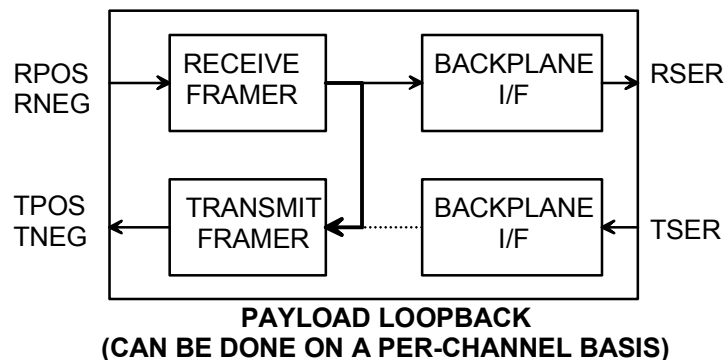 RPOS
RNEG
RECEIVE
FRAMER
BACKPLANE
I/F
RSER
TPOS
TNEG
TRANSMIT
FRAMER
BACKPLANE
I/F
TSER
PAYLOAD LOOPBACK
(CAN BE DONE ON A PER-CHANNEL BASIS)